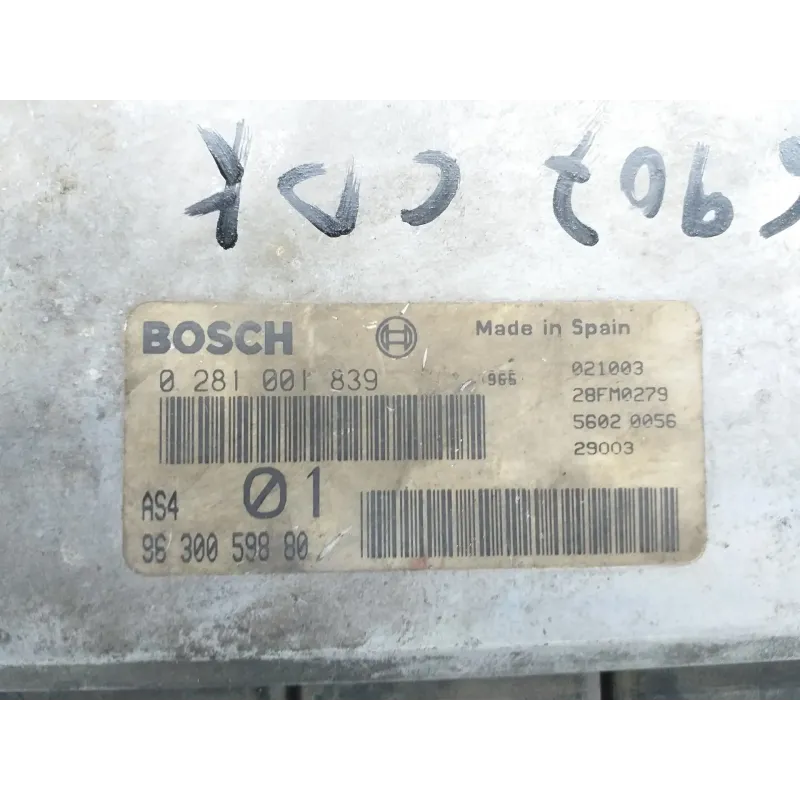 BOSCH Made in Spain
0 281 001 839 966 021003
28FM0279
5602 0056
29003
AS4 01
96 300 598 80